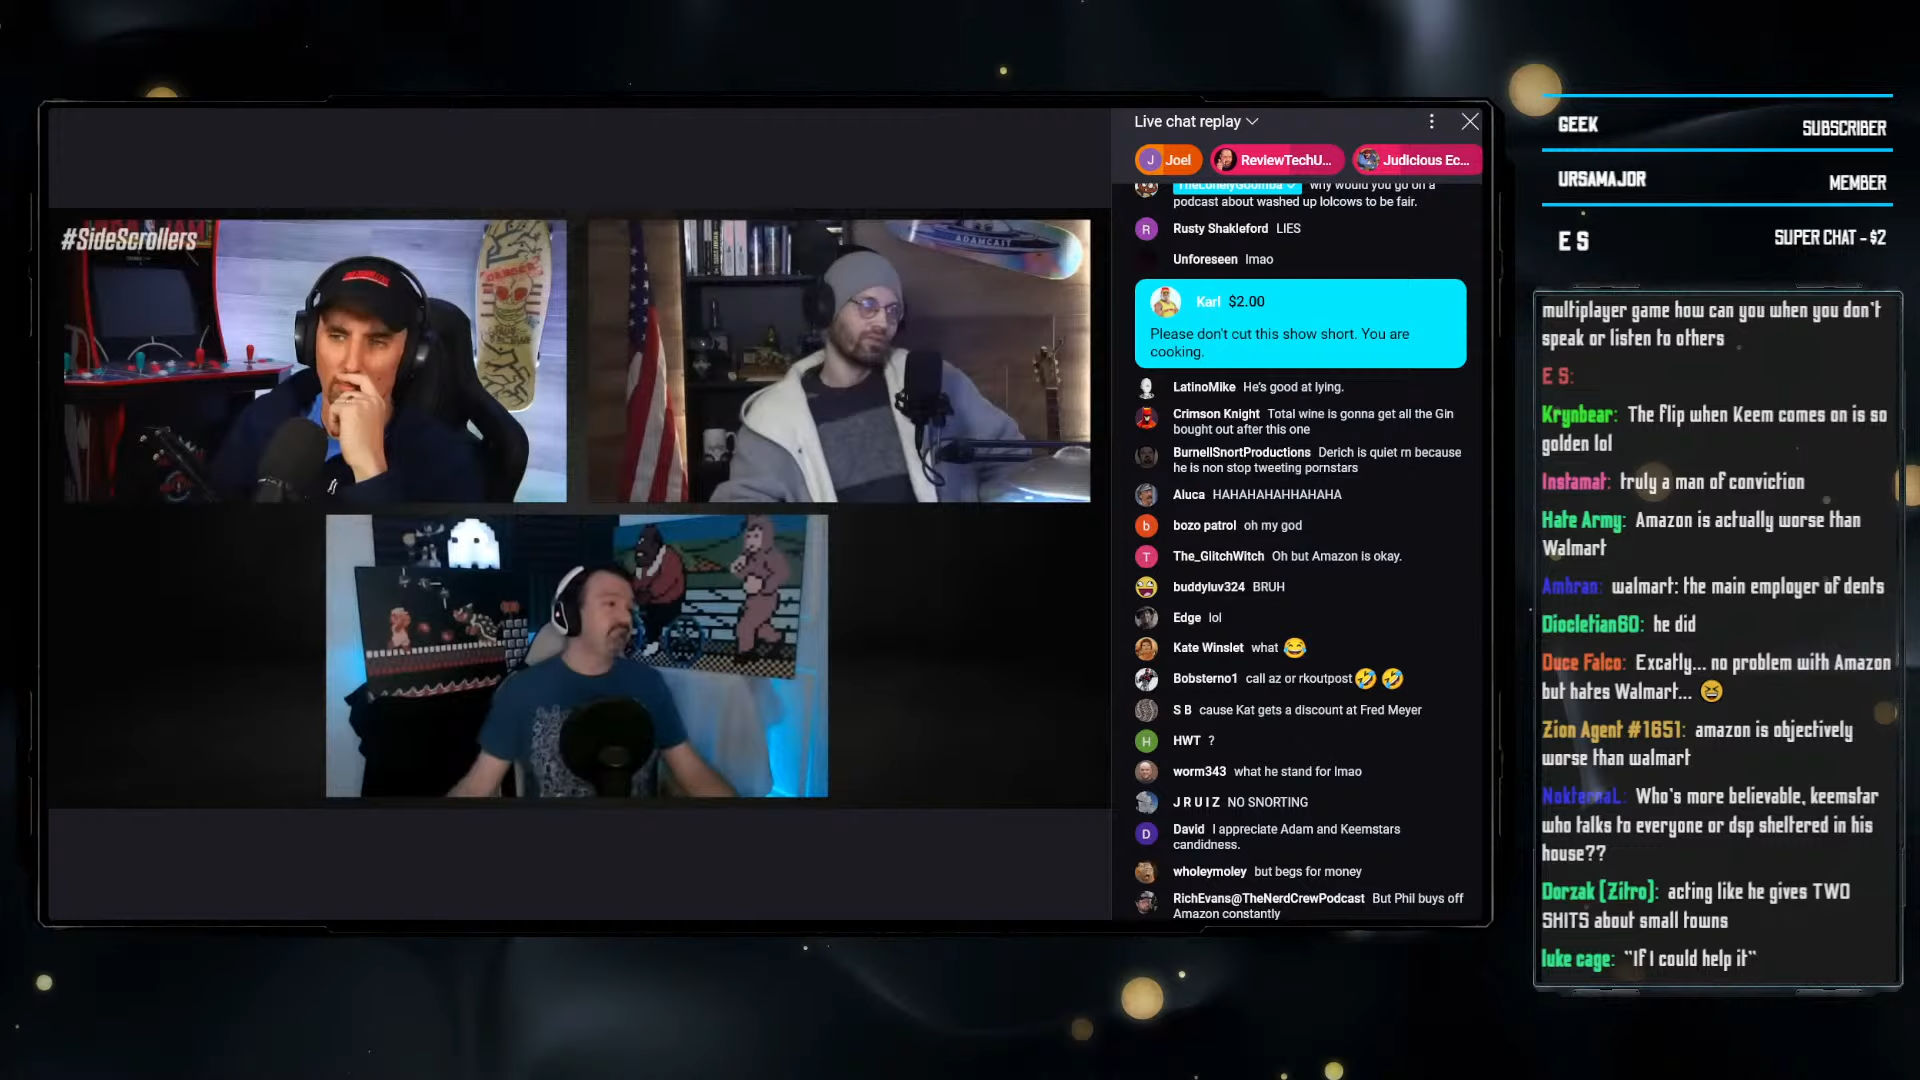 #SideScrollers
ADAMCAST
Live chat replay
J Joel
ReviewTechU...
Judicious Ec...
TheLonelyGoomba why would you go on a
podcast about washed up lolcows to be fair.
R Rusty Shakleford LIES
Unforeseen lmao
Karl $2.00
Please don't cut this show short. You are
cooking.
LatinoMike He's good at lying.
Crimson Knight Total wine is gonna get all the Gin
bought out after this one
BurnellSnortProductions Derich is quiet rn because
he is non stop tweeting pornstars
Aluca HAHAHAHAHHAHAHA
b bozo patrol oh my god
T The_GlitchWitch Oh but Amazon is okay.
buddyluv324 BRUH
Edge lol
Kate Winslet what 😂
Bobsterno1 call az or rkoutpost 🤣 🤣
S B cause Kat gets a discount at Fred Meyer
H HWT ?
worm343 what he stand for lmao
J R U I Z NO SNORTING
D David I appreciate Adam and Keemstars
candidness.
wholeymoley but begs for money
RichEvans@TheNerdCrewPodcast But Phil buys off
Amazon constantly
GEEK SUBSCRIBER
URSAMAJOR MEMBER
E S SUPER CHAT - $2
multiplayer game how can you when you don't
speak or listen to others
E S:
Krynbear: The flip when Keem comes on is so
golden lol
Instamat: truly a man of conviction
Hate Army: Amazon is actually worse than
Walmart
Amhran: walmart: the main employer of dents
Diocletian60: he did
Duce Falco: Excatly... no problem with Amazon
but hates Walmart... 😆
Zion Agent #1651: amazon is objectively
worse than walmart
NokternaL: Who's more believable, keemstar
who talks to everyone or dsp sheltered in his
house??
Dorzak (Zitro): acting like he gives TWO
SHITS about small towns
luke cage: "If I could help it"